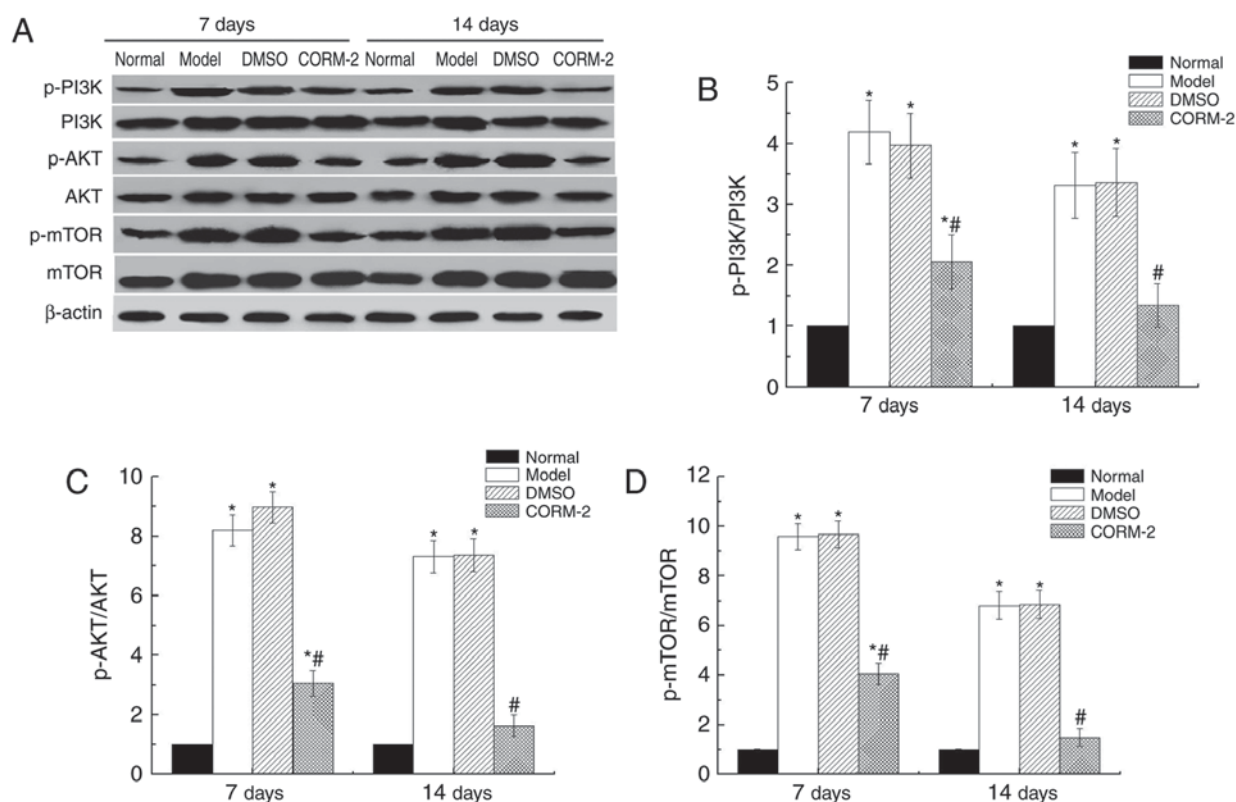 A
7 days
14 days
Normal Model DMSO CORM-2 Normal Model DMSO CORM-2
p-PI3K
PI3K
p-AKT
AKT
p-mTOR
mTOR
β-actin
B
Normal
Model
DMSO
CORM-2
p-PI3K/PI3K
5
4
3
2
1
0
* * *# * * #
7 days 14 days
C
Normal
Model
DMSO
CORM-2
p-AKT/AKT
10
8
6
4
2
0
* * *# * * #
7 days 14 days
D
Normal
Model
DMSO
CORM-2
p-mTOR/mTOR
12
10
8
6
4
2
0
* * *# * * #
7 days 14 days